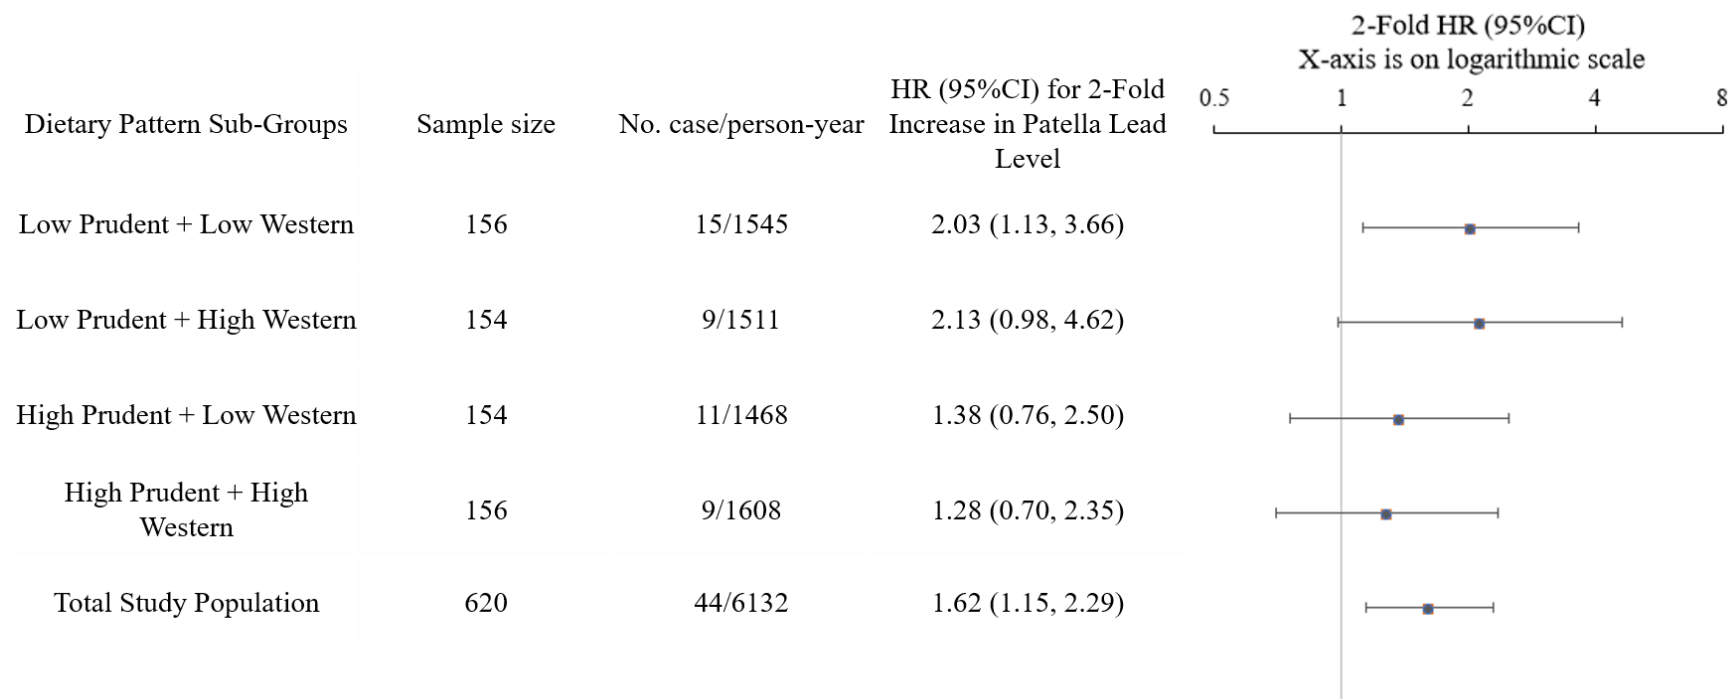 2-Fold HR (95%CI)
X-axis is on logarithmic scale
0.5 1 2 4 8
Dietary Pattern Sub-Groups Sample size No. case/person-year HR (95%CI) for 2-Fold
Increase in Patella Lead
Level
Low Prudent + Low Western 156 15/1545 2.03 (1.13, 3.66)
Low Prudent + High Western 154 9/1511 2.13 (0.98, 4.62)
High Prudent + Low Western 154 11/1468 1.38 (0.76, 2.50)
High Prudent + High
Western 156 9/1608 1.28 (0.70, 2.35)
Total Study Population 620 44/6132 1.62 (1.15, 2.29)